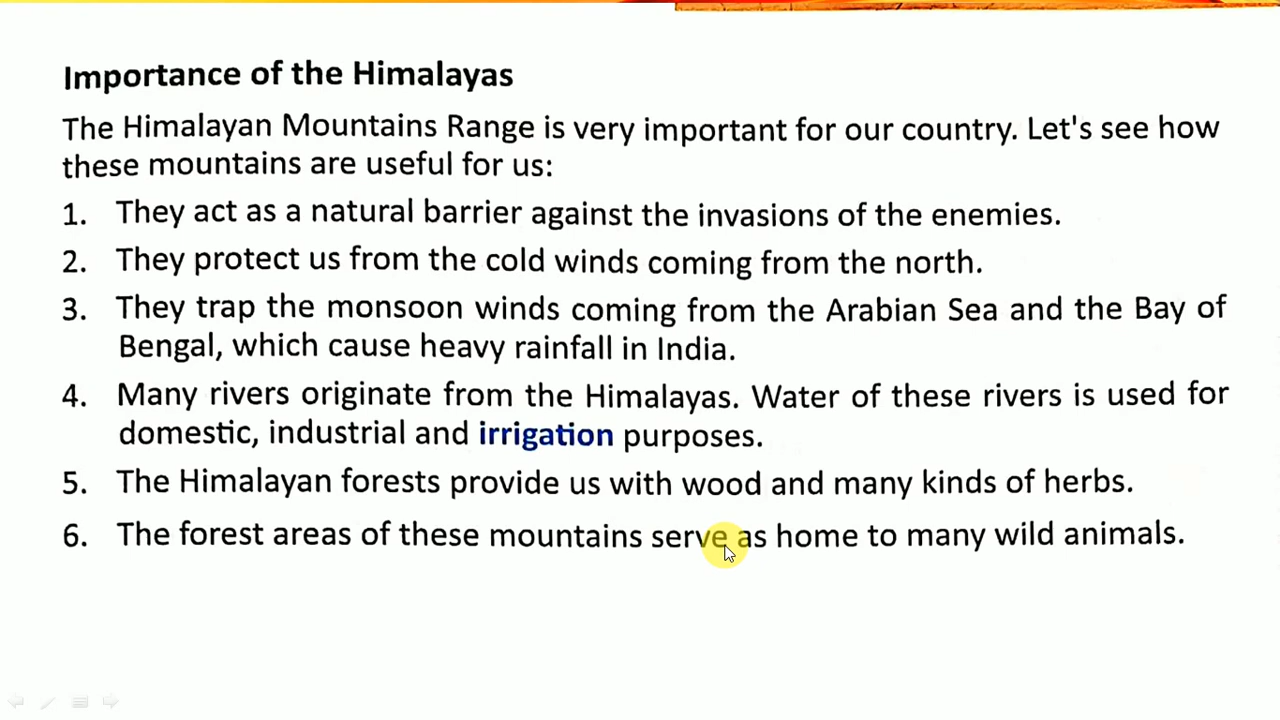 Importance of the Himalayas
The Himalayan Mountains Range is very important for our country. Let's see how
these mountains are useful for us:
1. They act as a natural barrier against the invasions of the enemies.
2. They protect us from the cold winds coming from the north.
3. They trap the monsoon winds coming from the Arabian Sea and the Bay of
Bengal, which cause heavy rainfall in India.
4. Many rivers originate from the Himalayas. Water of these rivers is used for
domestic, industrial and irrigation purposes.
5. The Himalayan forests provide us with wood and many kinds of herbs.
6. The forest areas of these mountains serve as home to many wild animals.